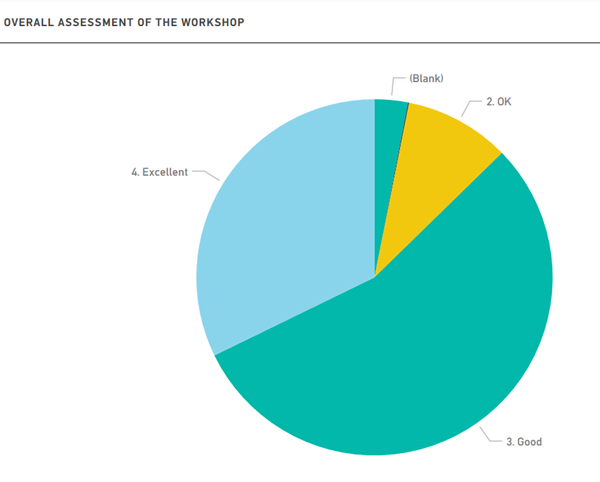 OVERALL ASSESSMENT OF THE WORKSHOP
(Blank)
2. OK
4. Excellent
3. Good